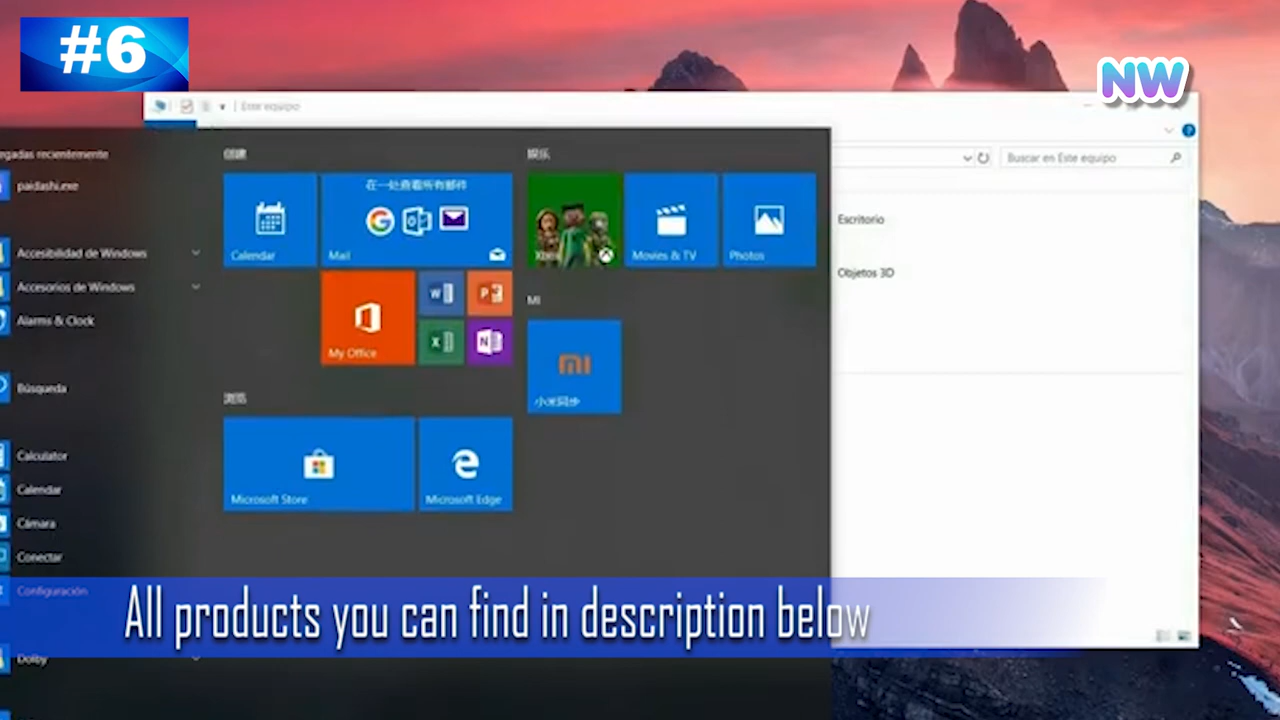 #6
NW
Este equipo
egadas recientemente
创建
娱乐
Buscar en Este equipo
paidashi.exe
在一处查看所有邮件
Calendar
Mail
Xbox
Movies & TV
Photos
Escritorio
Accesibilidad de Windows
Objetos 3D
Accesorios de Windows
MI
Alarms & Clock
My Office
Búsqueda
浏览
小米同步
Calculator
Calendar
Microsoft Store
Microsoft Edge
Cámara
Conectar
Configuración
All products you can find in description below
Dolby